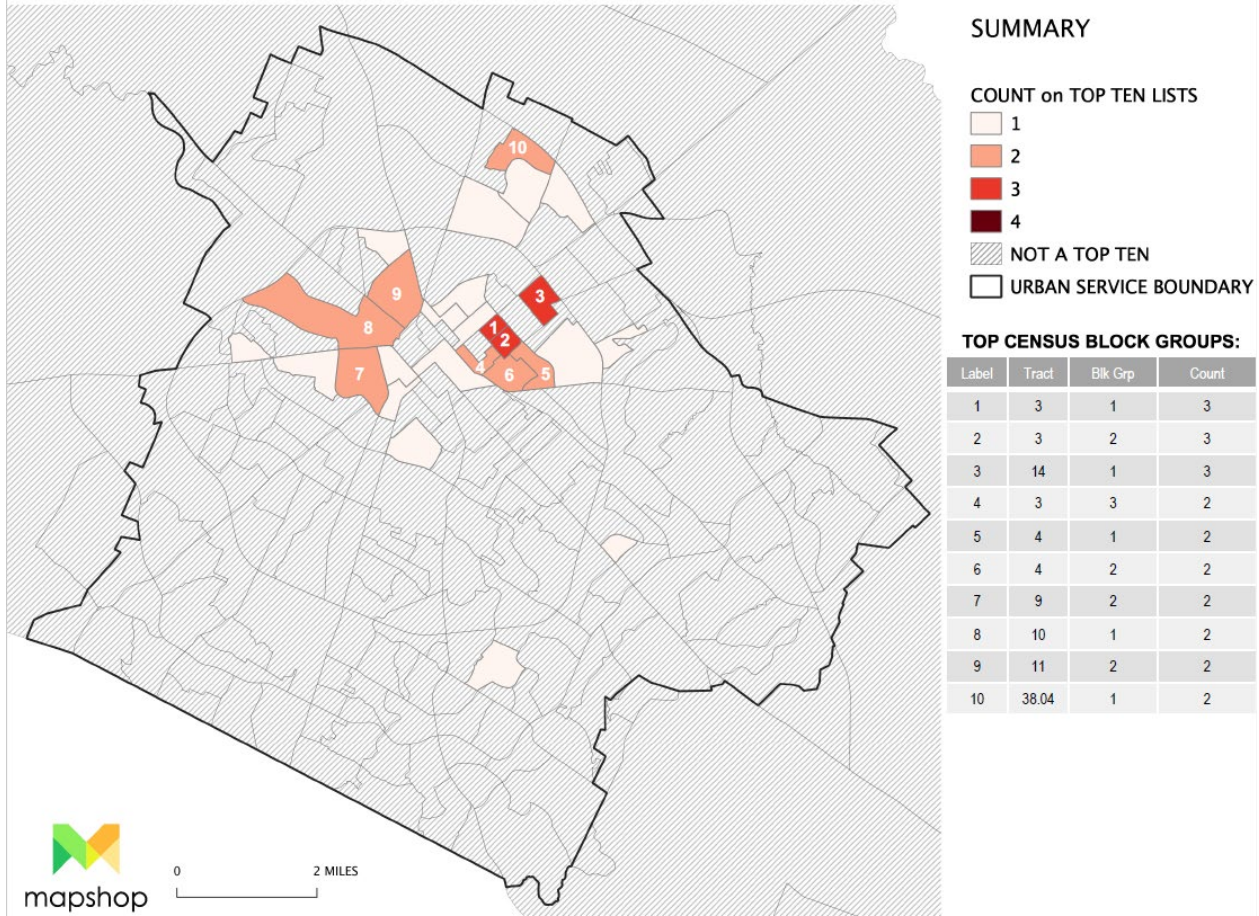 SUMMARY
COUNT on TOP TEN LISTS
1
2
3
4
NOT A TOP TEN
URBAN SERVICE BOUNDARY
TOP CENSUS BLOCK GROUPS:
Label Tract Blk Grp Count
1 3 1 3
2 3 2 3
3 14 1 3
4 3 3 2
5 4 1 2
6 4 2 2
7 9 2 2
8 10 1 2
9 11 2 2
10 38.04 1 2
10
9
3
8
1
2
4
6
5
7
0 2 MILES
mapshop